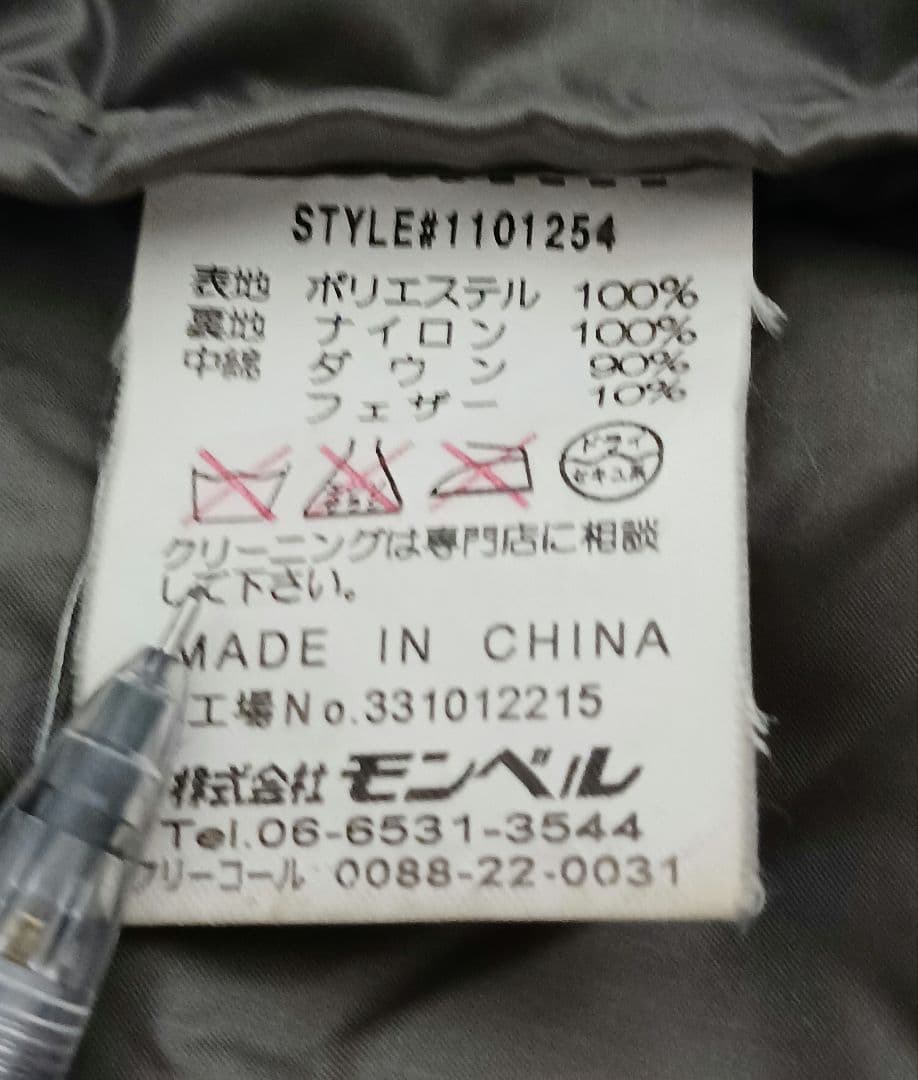 STYLE#1101254
表地 ポリエステル 100%
裏地 ナイロン 100%
中綿 ダウン 90%
フェザー 10%
ドライ
セキユ系
クリーニングは専門店に相談
して下さい。
MADE IN CHINA
工場No.331012215
株式会社モンベル
Tel.06-6531-3544
フリーコール 0088-22-0031